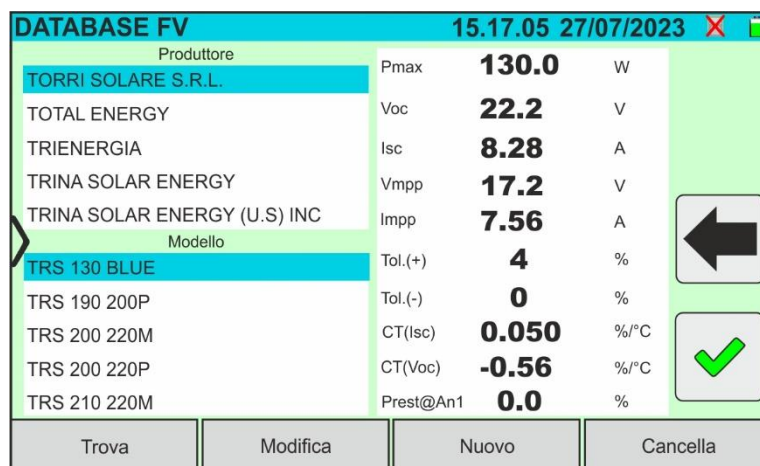 DATABASE FV 15.17.05 27/07/2023
Produttore
TORRI SOLARE S.R.L.
TOTAL ENERGY
TRIENERGIA
TRINA SOLAR ENERGY
TRINA SOLAR ENERGY (U.S) INC
Modello
TRS 130 BLUE
TRS 190 200P
TRS 200 220M
TRS 200 220P
TRS 210 220M
Pmax 130.0 W
Voc 22.2 V
Isc 8.28 A
Vmpp 17.2 V
Impp 7.56 A
Tol.(+) 4 %
Tol.(-) 0 %
CT(Isc) 0.050 %/°C
CT(Voc) -0.56 %/°C
Prest@An1 0.0 %
Trova Modifica Nuovo Cancella